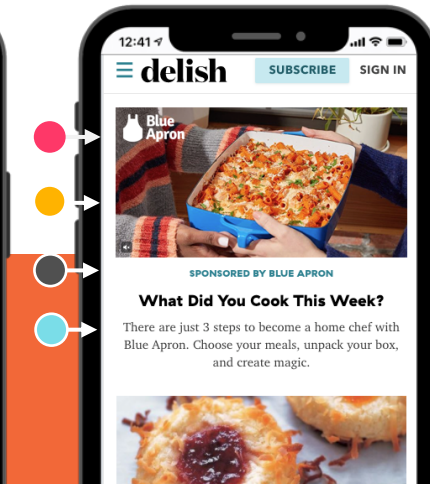 12:41
delish
SUBSCRIBE
SIGN IN
Blue
Apron
SPONSORED BY BLUE APRON
What Did You Cook This Week?
There are just 3 steps to become a home chef with
Blue Apron. Choose your meals, unpack your box,
and create magic.